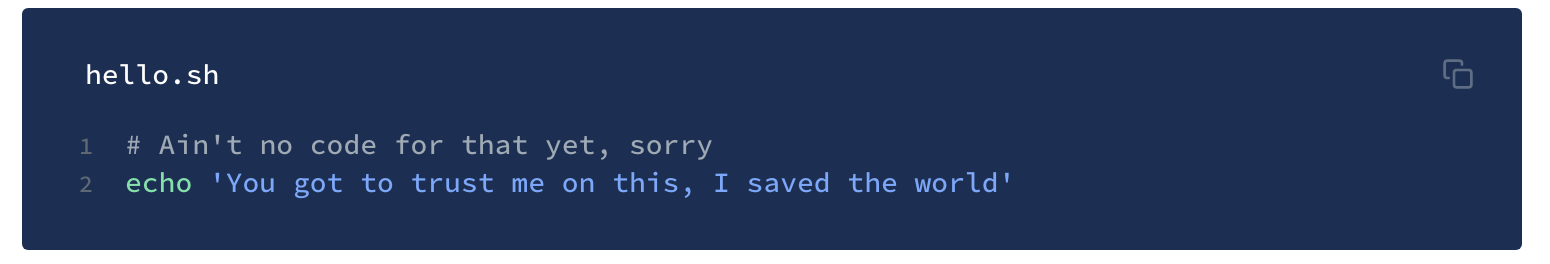 hello.sh
1 # Ain't no code for that yet, sorry
2 echo 'You got to trust me on this, I saved the world'